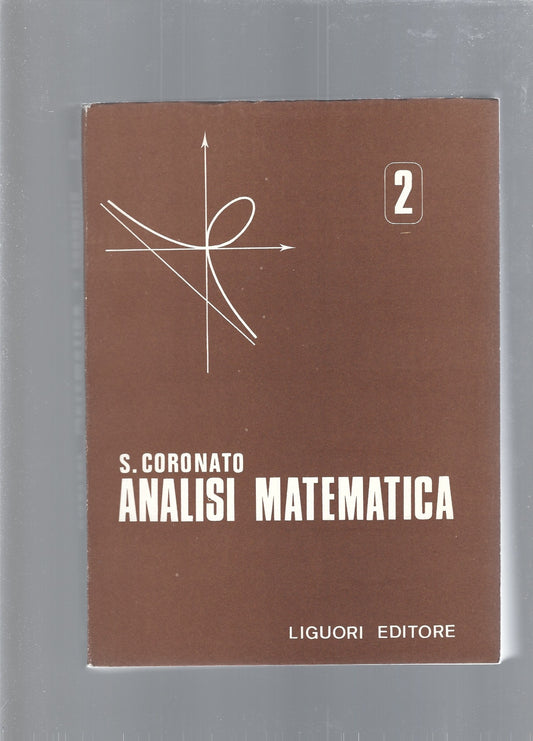 2
S. CORONATO
ANALISI MATEMATICA
LIGUORI EDITORE